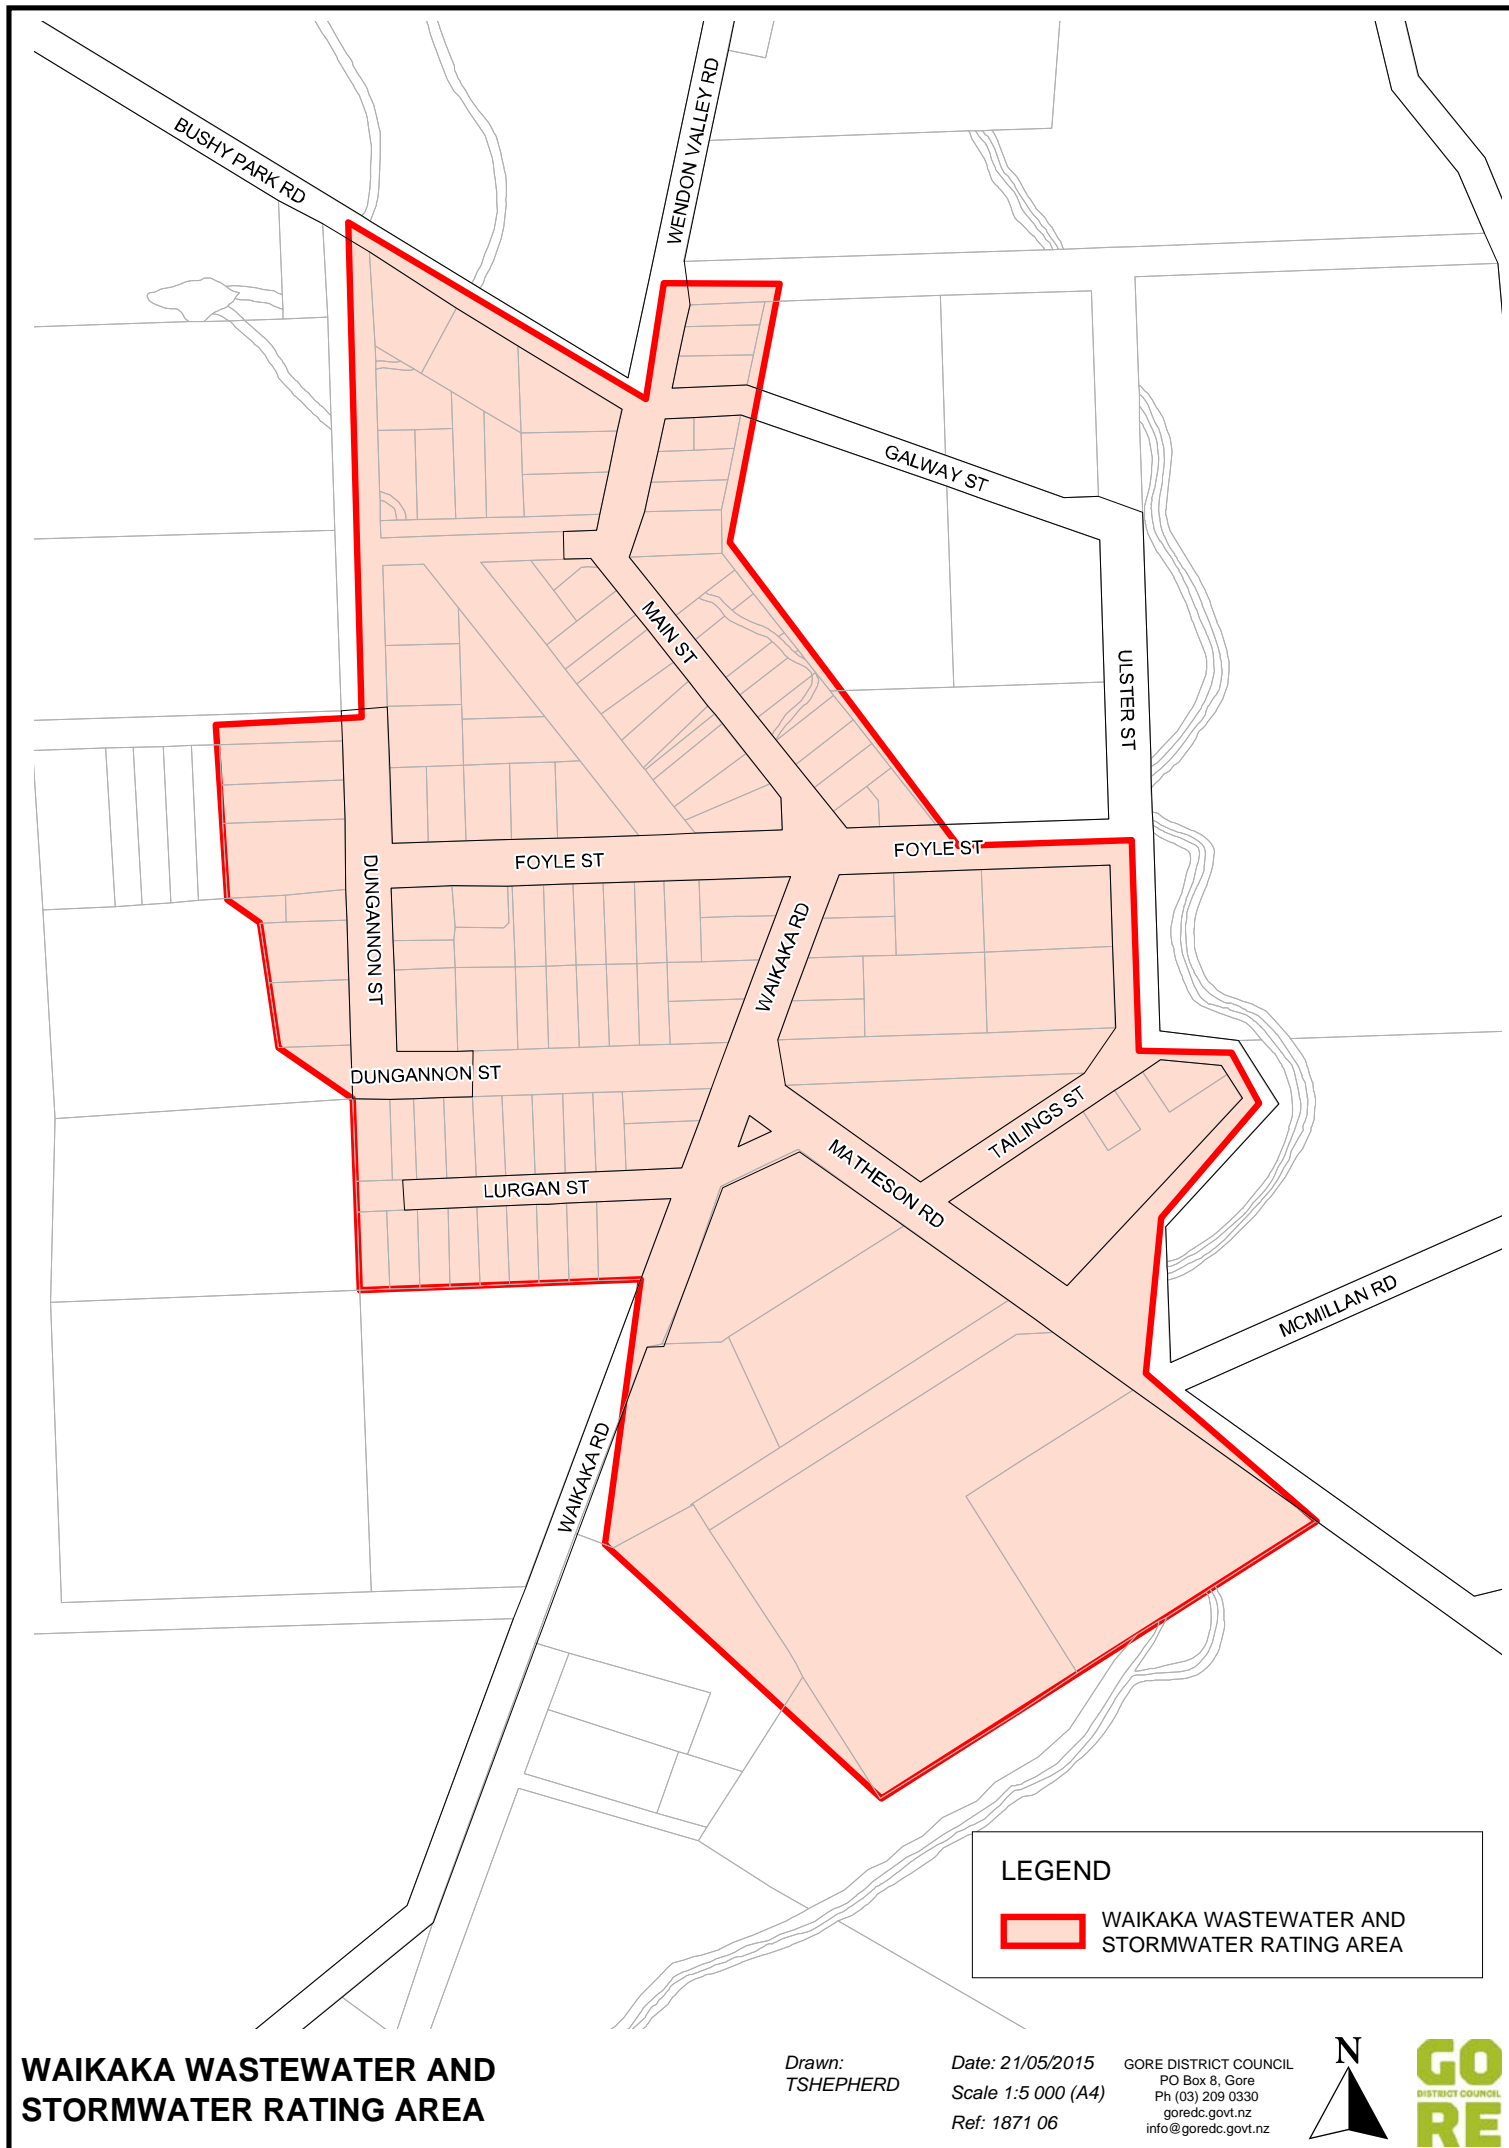 BUSHY PARK RD
WENDON VALLEY RD
GALWAY ST
MAIN ST
ULSTER ST
FOYLE ST
FOYLE ST
DUNGANNON ST
WAIKAKA RD
DUNGANNON ST
TAILINGS ST
MATHESON RD
LURGAN ST
MCMILLAN RD
WAIKAKA RD
LEGEND
WAIKAKA WASTEWATER AND
STORMWATER RATING AREA
WAIKAKA WASTEWATER AND
STORMWATER RATING AREA
Drawn:
TSHEPHERD
Date: 21/05/2015
Scale 1:5 000 (A4)
Ref: 1871 06
GORE DISTRICT COUNCIL
PO Box 8, Gore
Ph (03) 209 0330
goredc.govt.nz
info@goredc.govt.nz
N
GO
DISTRICT COUNCIL
RE